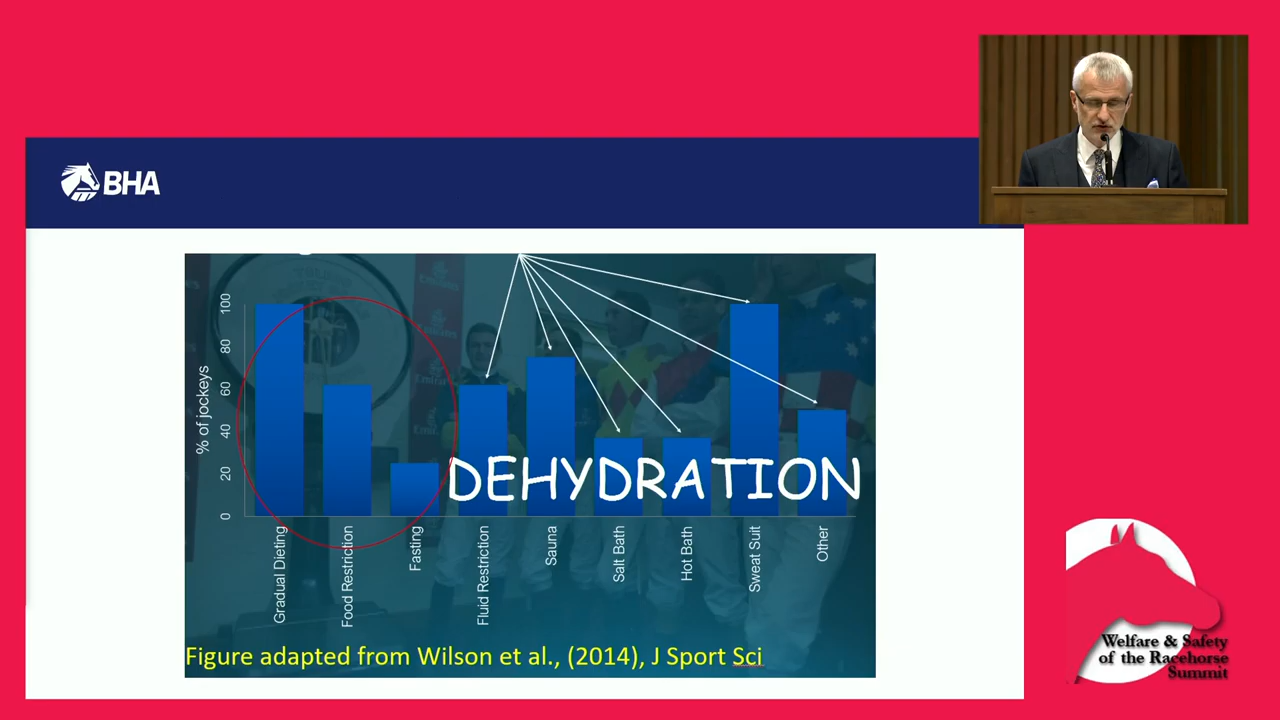 BHA
% of jockeys
100
80
60
40
20
0
DEHYDRATION
Gradual Dieting
Food Restriction
Fasting
Fluid Restriction
Sauna
Salt Bath
Hot Bath
Sweat Suit
Other
Figure adapted from Wilson et al., (2014), J Sport Sci
Welfare & Safety
of the Racehorse
Summit